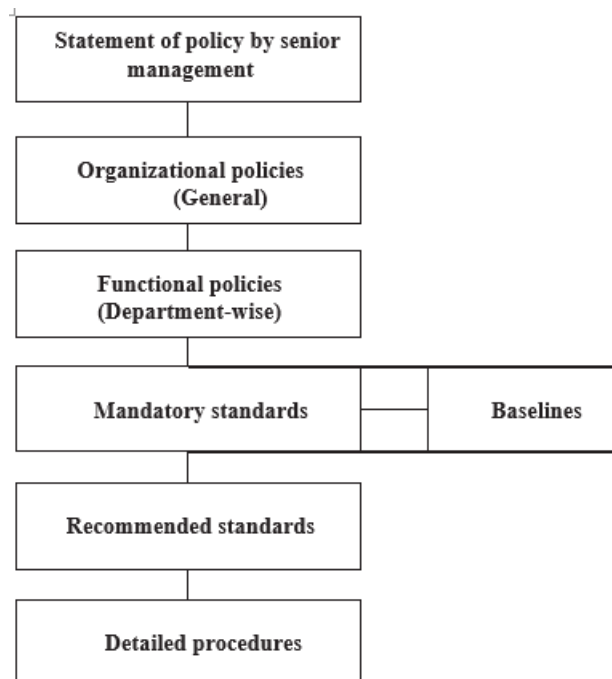 Statement of policy by senior
management
Organizational policies
(General)
Functional policies
(Department-wise)
Mandatory standards
Baselines
Recommended standards
Detailed procedures